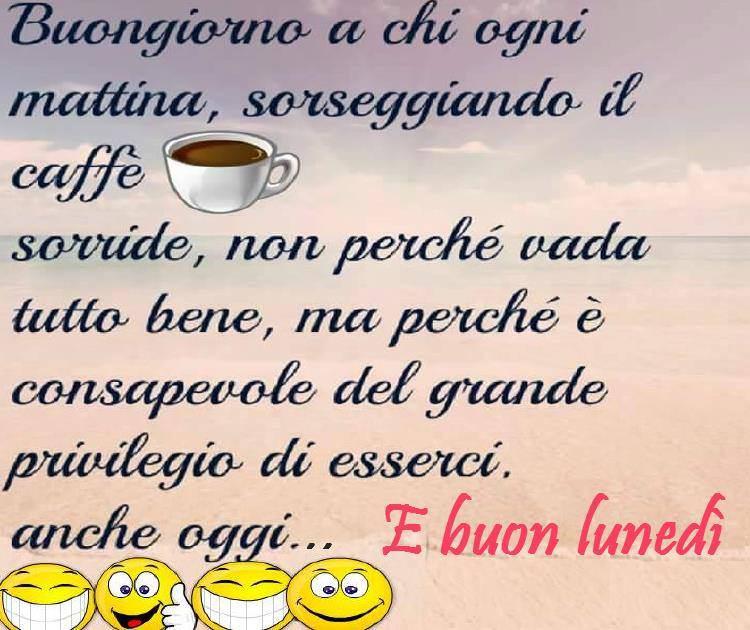 Buongiorno a chi ogni
mattina, sorseggiando il
caffè
sorride, non perché vada
tutto bene, ma perché è
consapevole del grande
privilegio di esserci.
anche oggi... E buon lunedì